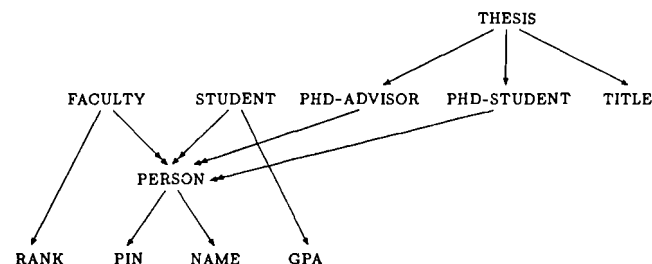 THESIS
FACULTY STUDENT PHD-ADVISOR PHD-STUDENT TITLE
PERSON
RANK PIN NAME GPA